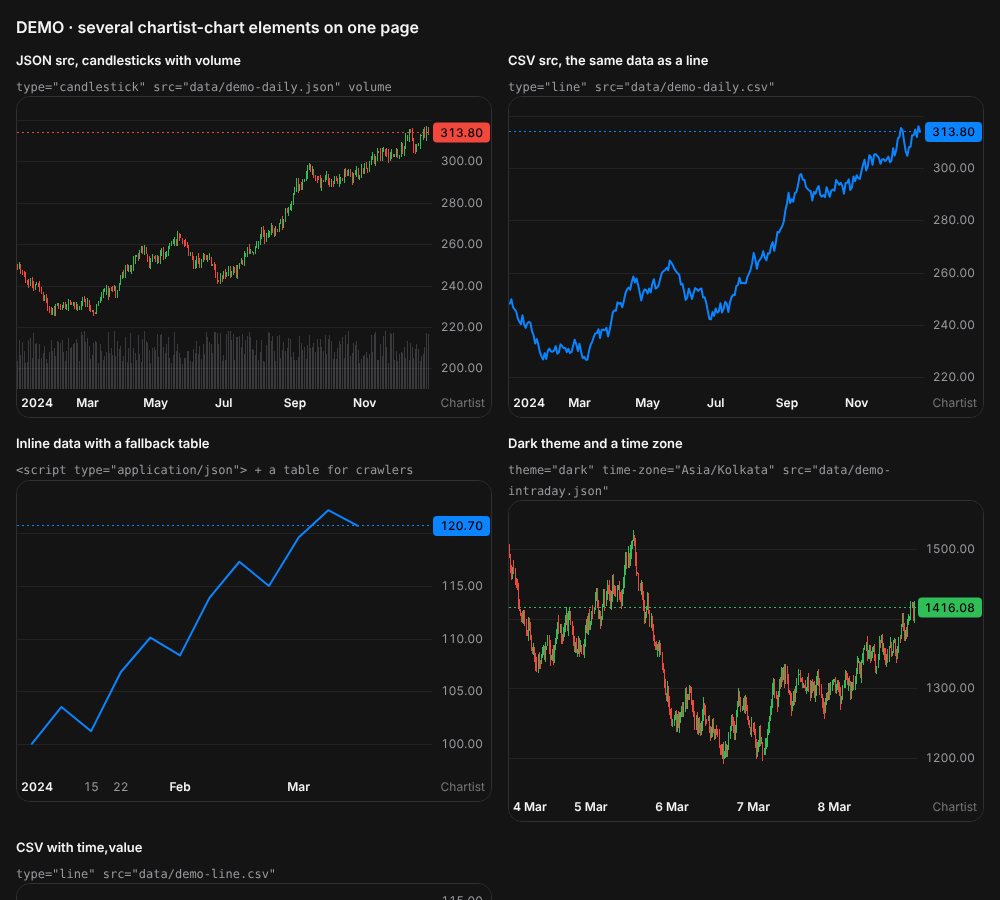 DEMO · several chartist-chart elements on one page
JSON src, candlesticks with volume
type="candlestick" src="data/demo-daily.json" volume
313.80
300.00
280.00
260.00
240.00
220.00
200.00
2024 Mar May Jul Sep Nov Chartist
CSV src, the same data as a line
type="line" src="data/demo-daily.csv"
313.80
300.00
280.00
260.00
240.00
220.00
2024 Mar May Jul Sep Nov Chartist
Inline data with a fallback table
<script type="application/json"> + a table for crawlers
120.70
115.00
110.00
105.00
100.00
2024 15 22 Feb Mar Chartist
Dark theme and a time zone
theme="dark" time-zone="Asia/Kolkata" src="data/demo-
intraday.json"
1500.00
1416.08
1300.00
1200.00
4 Mar 5 Mar 6 Mar 7 Mar 8 Mar Chartist
CSV with time,value
type="line" src="data/demo-line.csv"
115.00